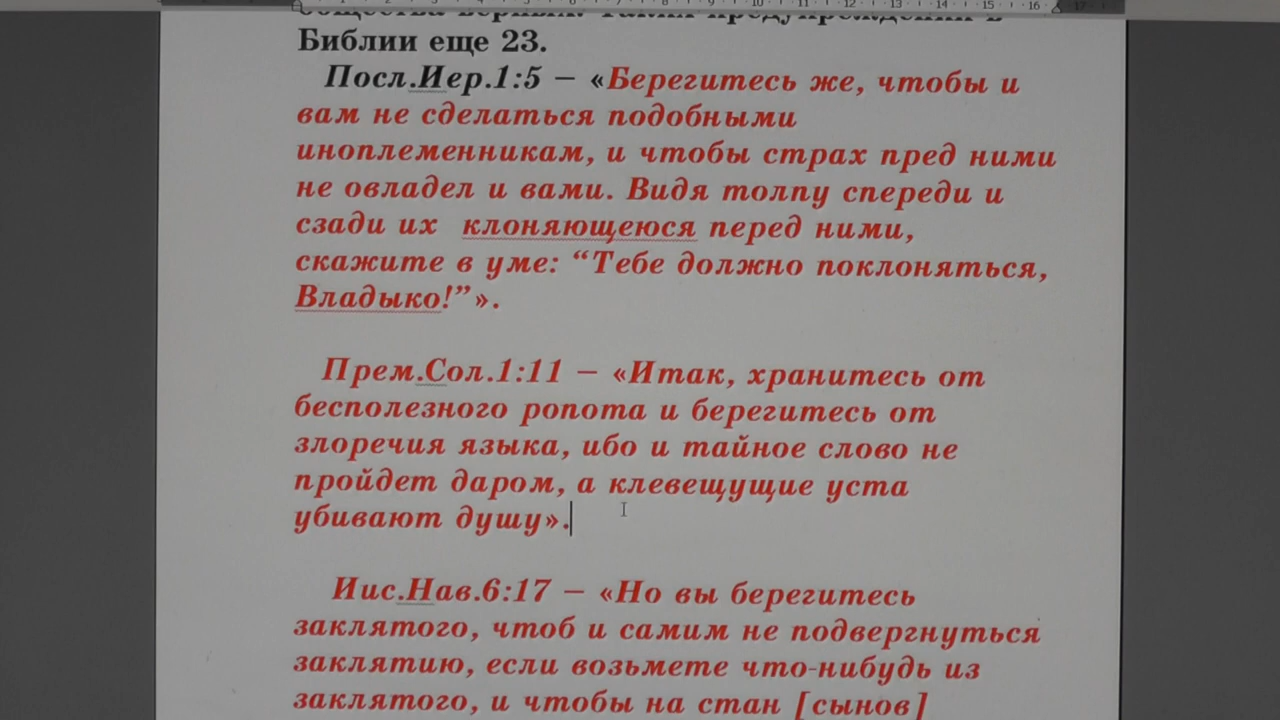 Библии еще 23.
Посл.Иер.1:5 – «Берегитесь же, чтобы и
вам не сделаться подобными
иноплеменникам, и чтобы страх пред ними
не овладел и вами. Видя толпу спереди и
сзади их клоняющеюся перед ними,
скажите в уме: “Тебе должно поклоняться,
Владыко!”».
Прем.Сол.1:11 – «Итак, хранитесь от
бесполезного ропота и берегитесь от
злоречия языка, ибо и тайное слово не
пройдет даром, а клевещущие уста
убивают душу».
Иис.Нав.6:17 – «Но вы берегитесь
заклятого, чтоб и самим не подвергнуться
заклятию, если возьмете что-нибудь из
заклятого, и чтобы на стан [сынов]